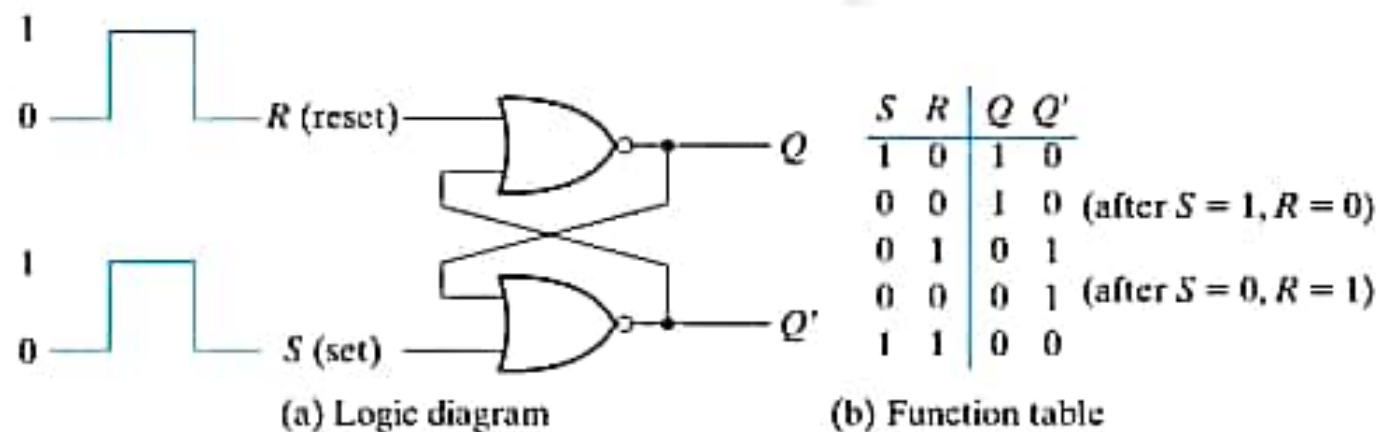 1
0
R (reset)
Q
1
0
S (set)
Q'
(a) Logic diagram
S R Q Q'
1 0 1 0
0 0 1 0 (after S = 1, R = 0)
0 1 0 1
0 0 0 1 (after S = 0, R = 1)
1 1 0 0
(b) Function table